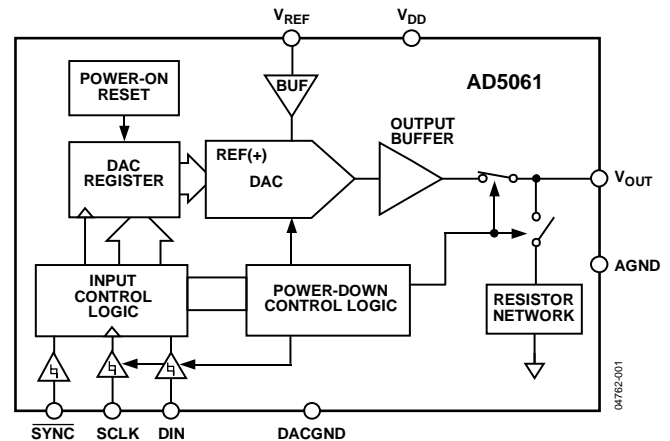 VREF
VDD
BUF
AD5061
POWER-ON
RESET
OUTPUT
BUFFER
REF(+)
DAC
DAC
REGISTER
VOUT
AGND
INPUT
CONTROL
LOGIC
POWER-DOWN
CONTROL LOGIC
RESISTOR
NETWORK
SYNC
SCLK
DIN
DACGND
04762-001